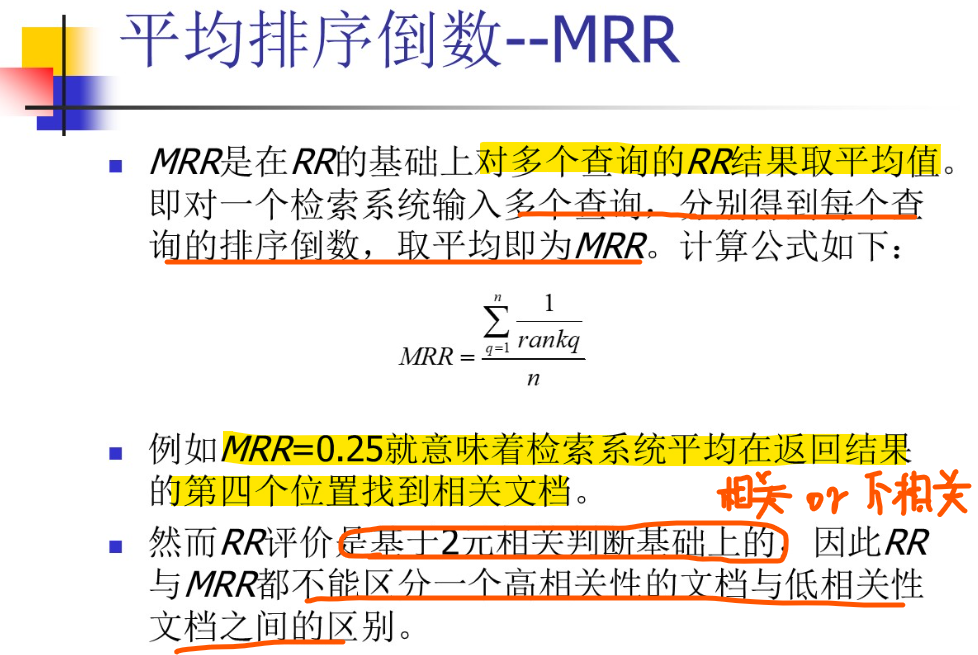 平均排序倒数--MRR
MRR是在RR的基础上对多个查询的RR结果取平均值。
即对一个检索系统输入多个查询，分别得到每个查
询的排序倒数，取平均即为MRR。计算公式如下：
MRR = \frac{\sum_{q=1}^{n} \frac{1}{rankq}}{n}
例如MRR=0.25就意味着检索系统平均在返回结果
的第四个位置找到相关文档。
相关 or 不相关
然而RR评价是基于2元相关判断基础上的，因此RR
与MRR都不能区分一个高相关性的文档与低相关性
文档之间的区别。